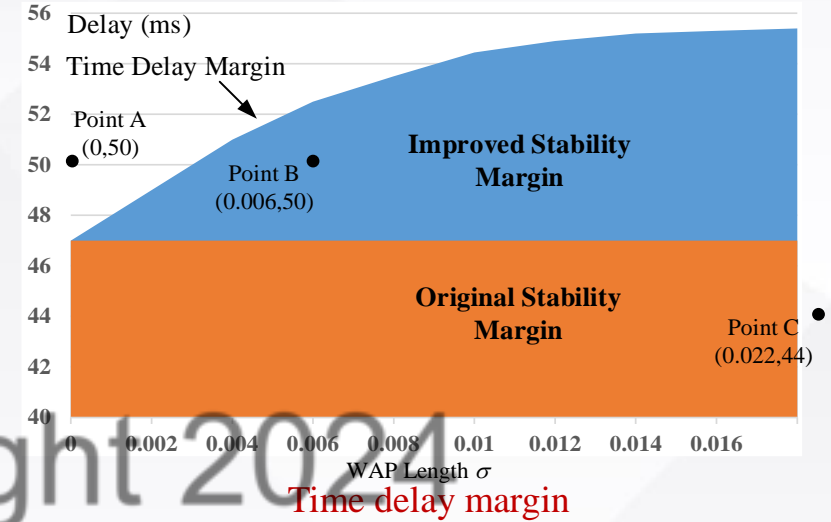 56
Delay (ms)
54
Time Delay Margin
52
Point A
(0,50)
50
Improved Stability
Margin
Point B
(0.006,50)
48
46
Original Stability
Margin
44
Point C
(0.022,44)
42
40
0 0.002 0.004 0.006 0.008 0.01 0.012 0.014 0.016
WAP Length σ
ght 2024
Time delay margin